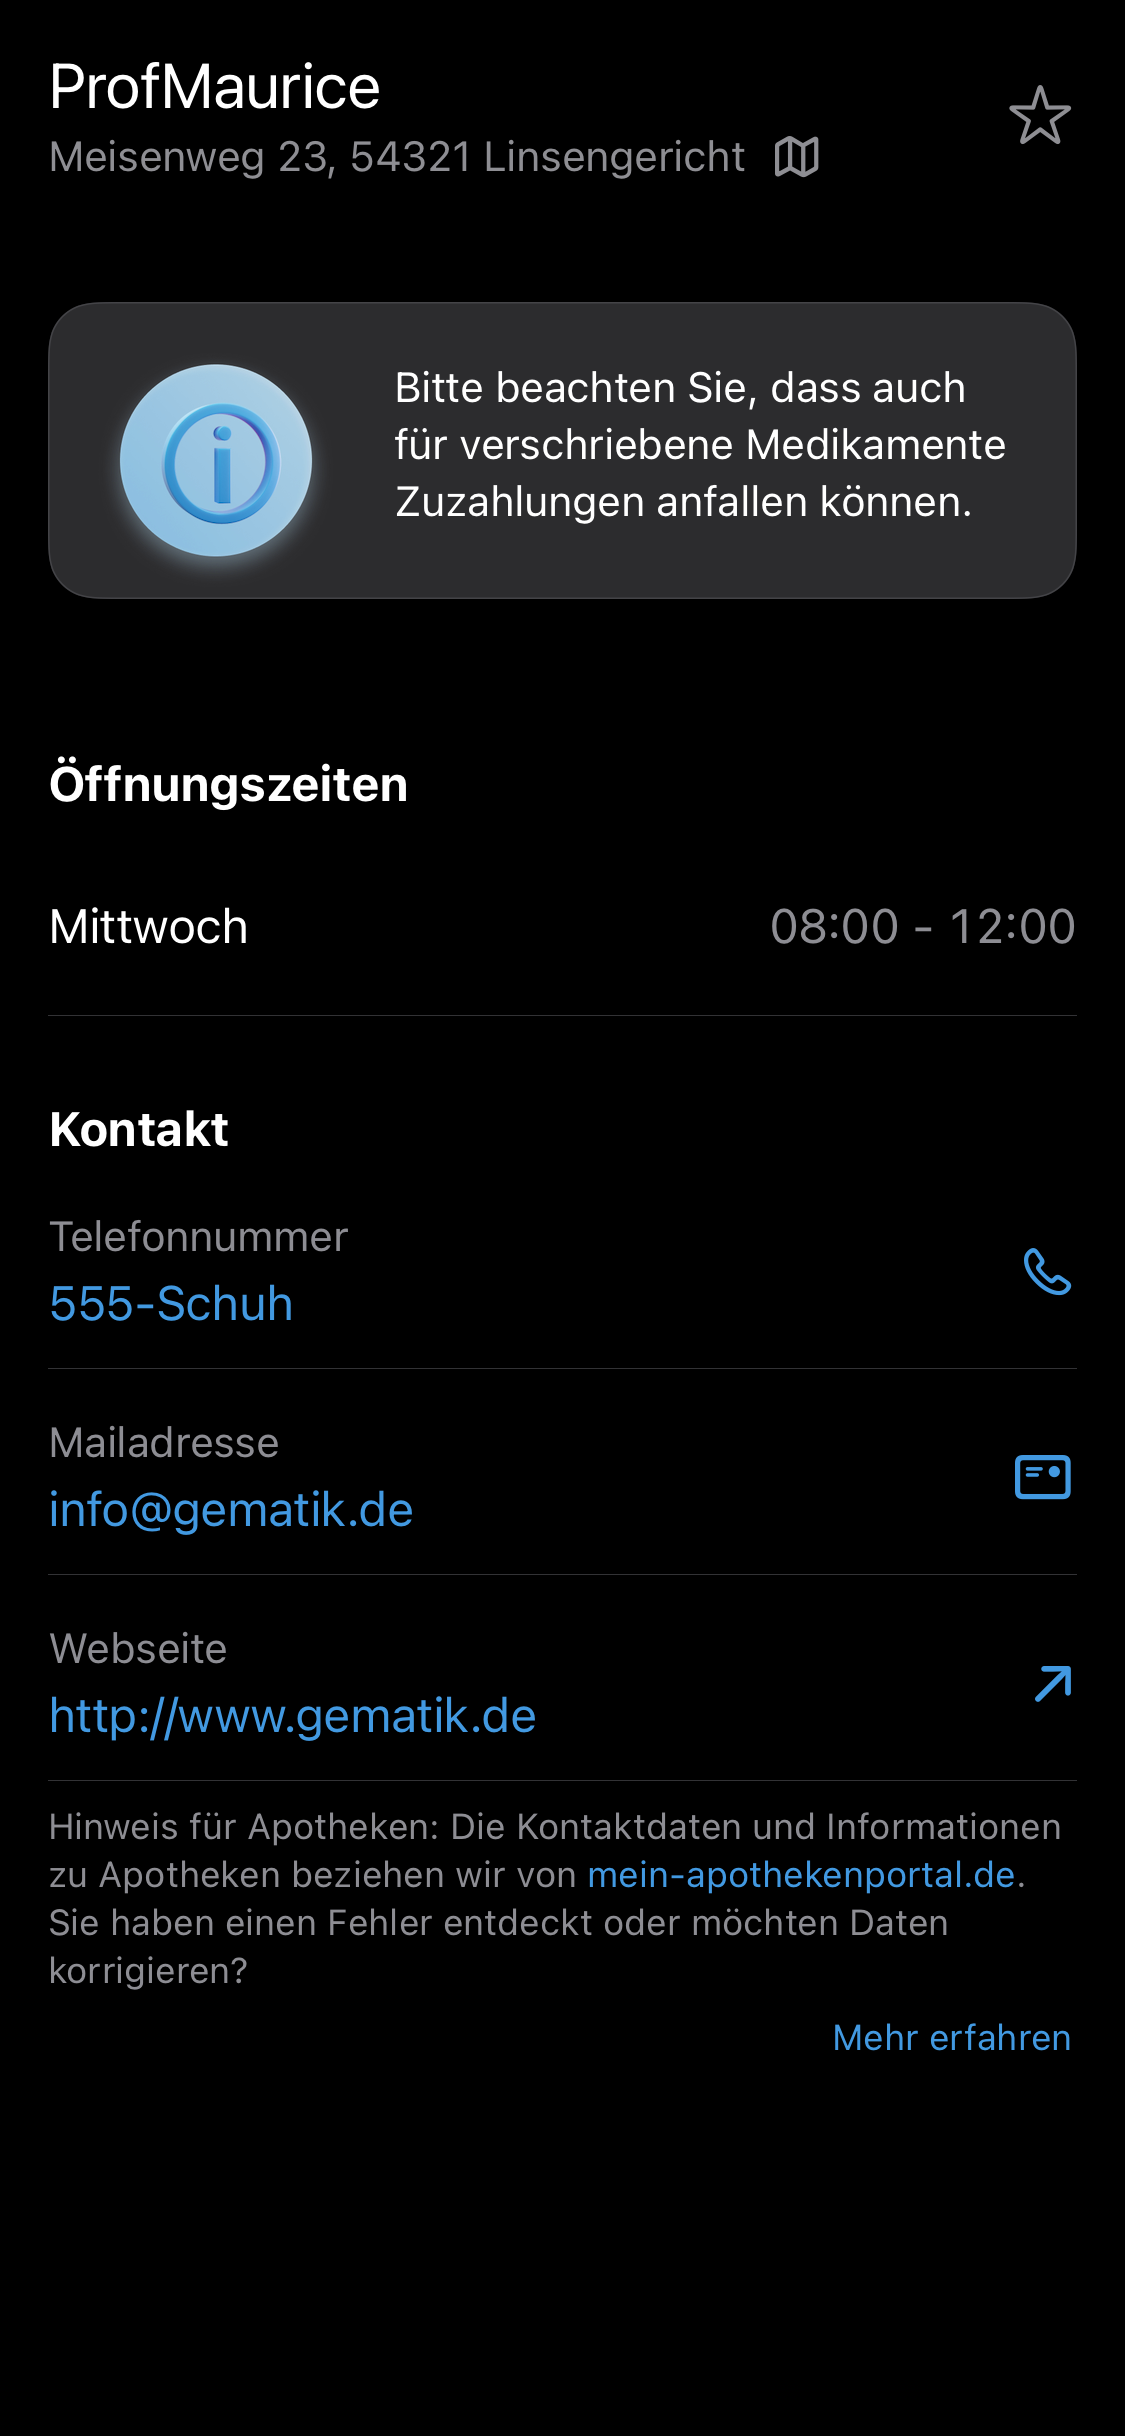 ProfMaurice
Meisenweg 23, 54321 Linsengericht
Bitte beachten Sie, dass auch
für verschriebene Medikamente
Zuzahlungen anfallen können.
Öffnungszeiten
Mittwoch 08:00 - 12:00
Kontakt
Telefonnummer
555-Schuh
Mailadresse
info@gematik.de
Webseite
http://www.gematik.de
Hinweis für Apotheken: Die Kontaktdaten und Informationen
zu Apotheken beziehen wir von mein-apothekenportal.de.
Sie haben einen Fehler entdeckt oder möchten Daten
korrigieren?
Mehr erfahren